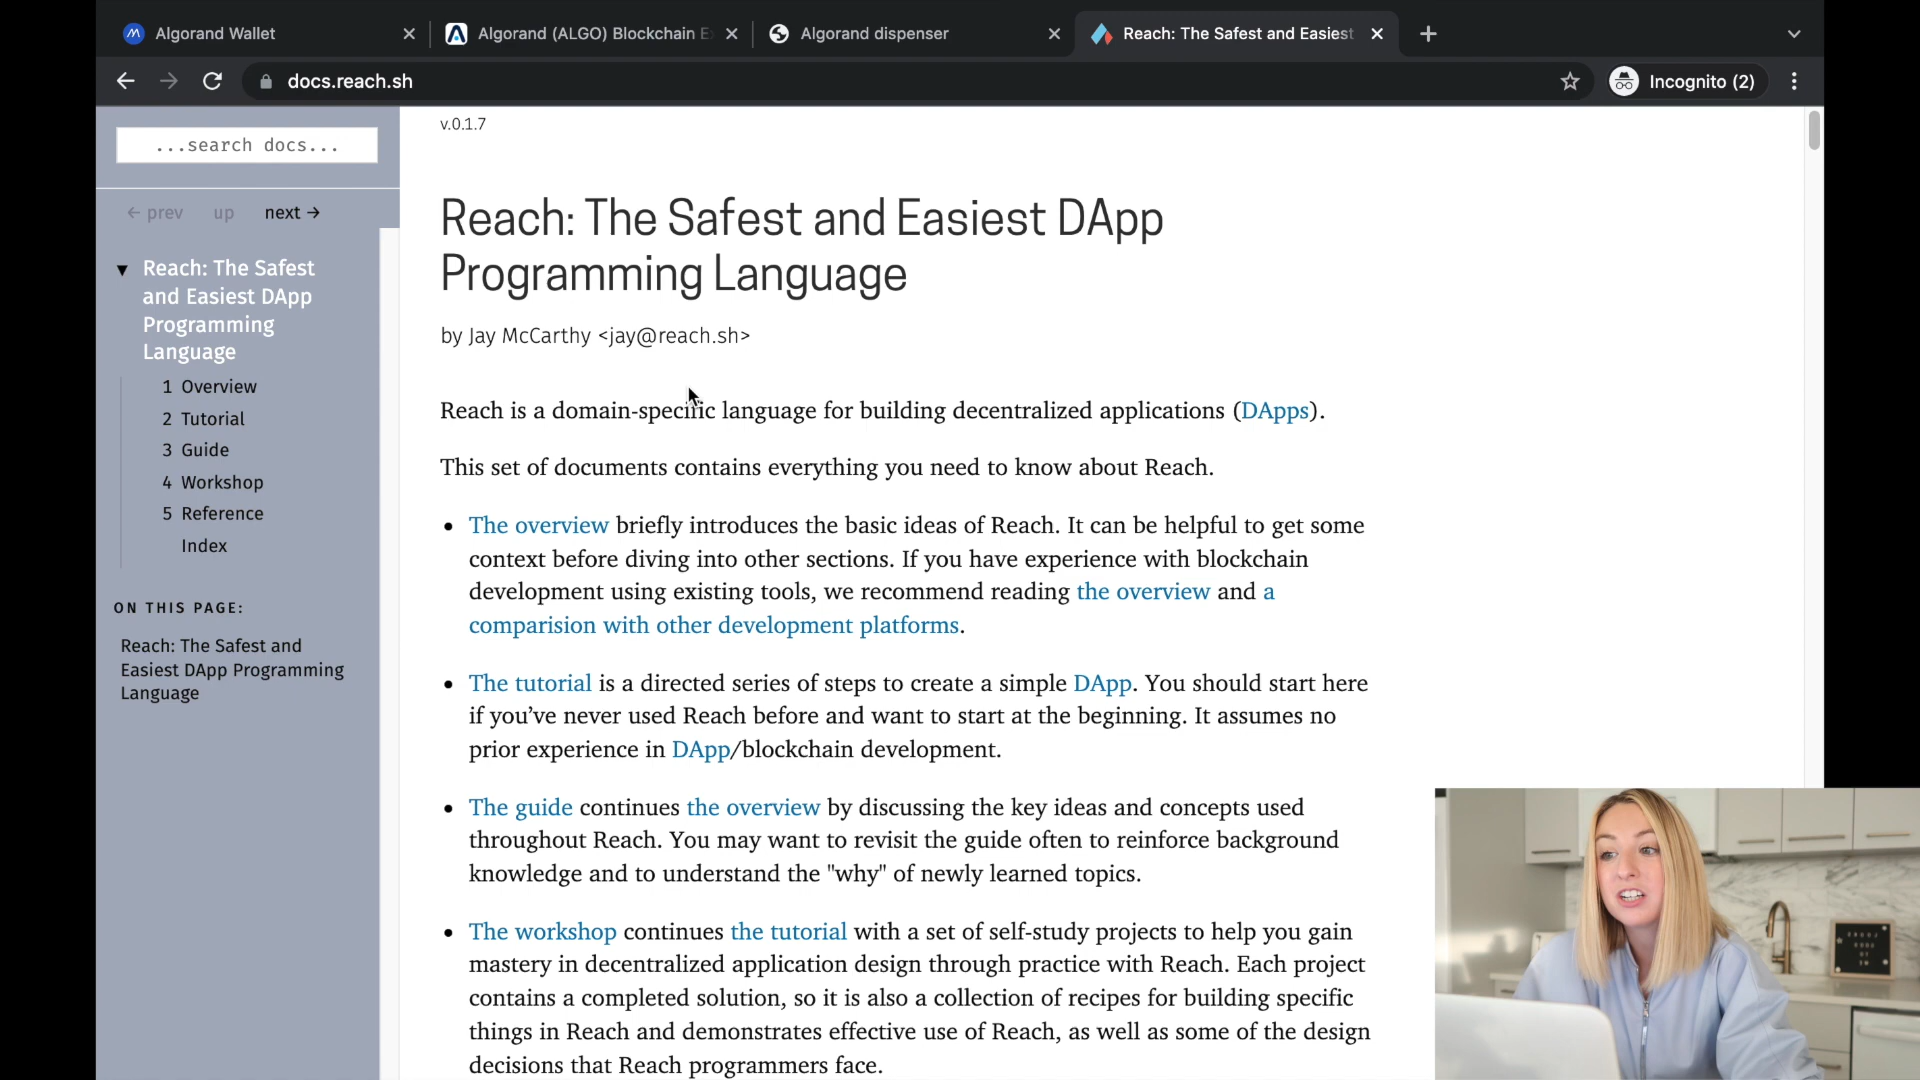 Algorand Wallet
Algorand (ALGO) Blockchain
Algorand dispenser
Reach: The Safest and Easiest
docs.reach.sh
Incognito (2)
...search docs...
← prev up next →
▼ Reach: The Safest
and Easiest DApp
Programming
Language
1 Overview
2 Tutorial
3 Guide
4 Workshop
5 Reference
Index
ON THIS PAGE:
Reach: The Safest and
Easiest DApp Programming
Language
v.0.1.7
Reach: The Safest and Easiest DApp
Programming Language
by Jay McCarthy <jay@reach.sh>
Reach is a domain-specific language for building decentralized applications (DApps).
This set of documents contains everything you need to know about Reach.
• The overview briefly introduces the basic ideas of Reach. It can be helpful to get some
context before diving into other sections. If you have experience with blockchain
development using existing tools, we recommend reading the overview and a
comparision with other development platforms.
• The tutorial is a directed series of steps to create a simple DApp. You should start here
if you’ve never used Reach before and want to start at the beginning. It assumes no
prior experience in DApp/blockchain development.
• The guide continues the overview by discussing the key ideas and concepts used
throughout Reach. You may want to revisit the guide often to reinforce background
knowledge and to understand the "why" of newly learned topics.
• The workshop continues the tutorial with a set of self-study projects to help you gain
mastery in decentralized application design through practice with Reach. Each project
contains a completed solution, so it is also a collection of recipes for building specific
things in Reach and demonstrates effective use of Reach, as well as some of the design
decisions that Reach programmers face.